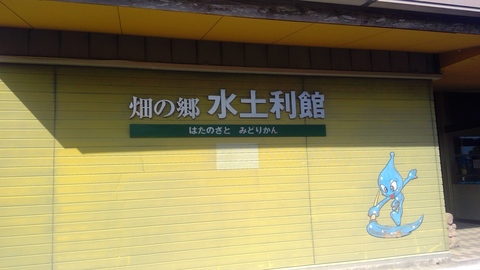 畑の郷 水土利館
はたのさと みどりかん